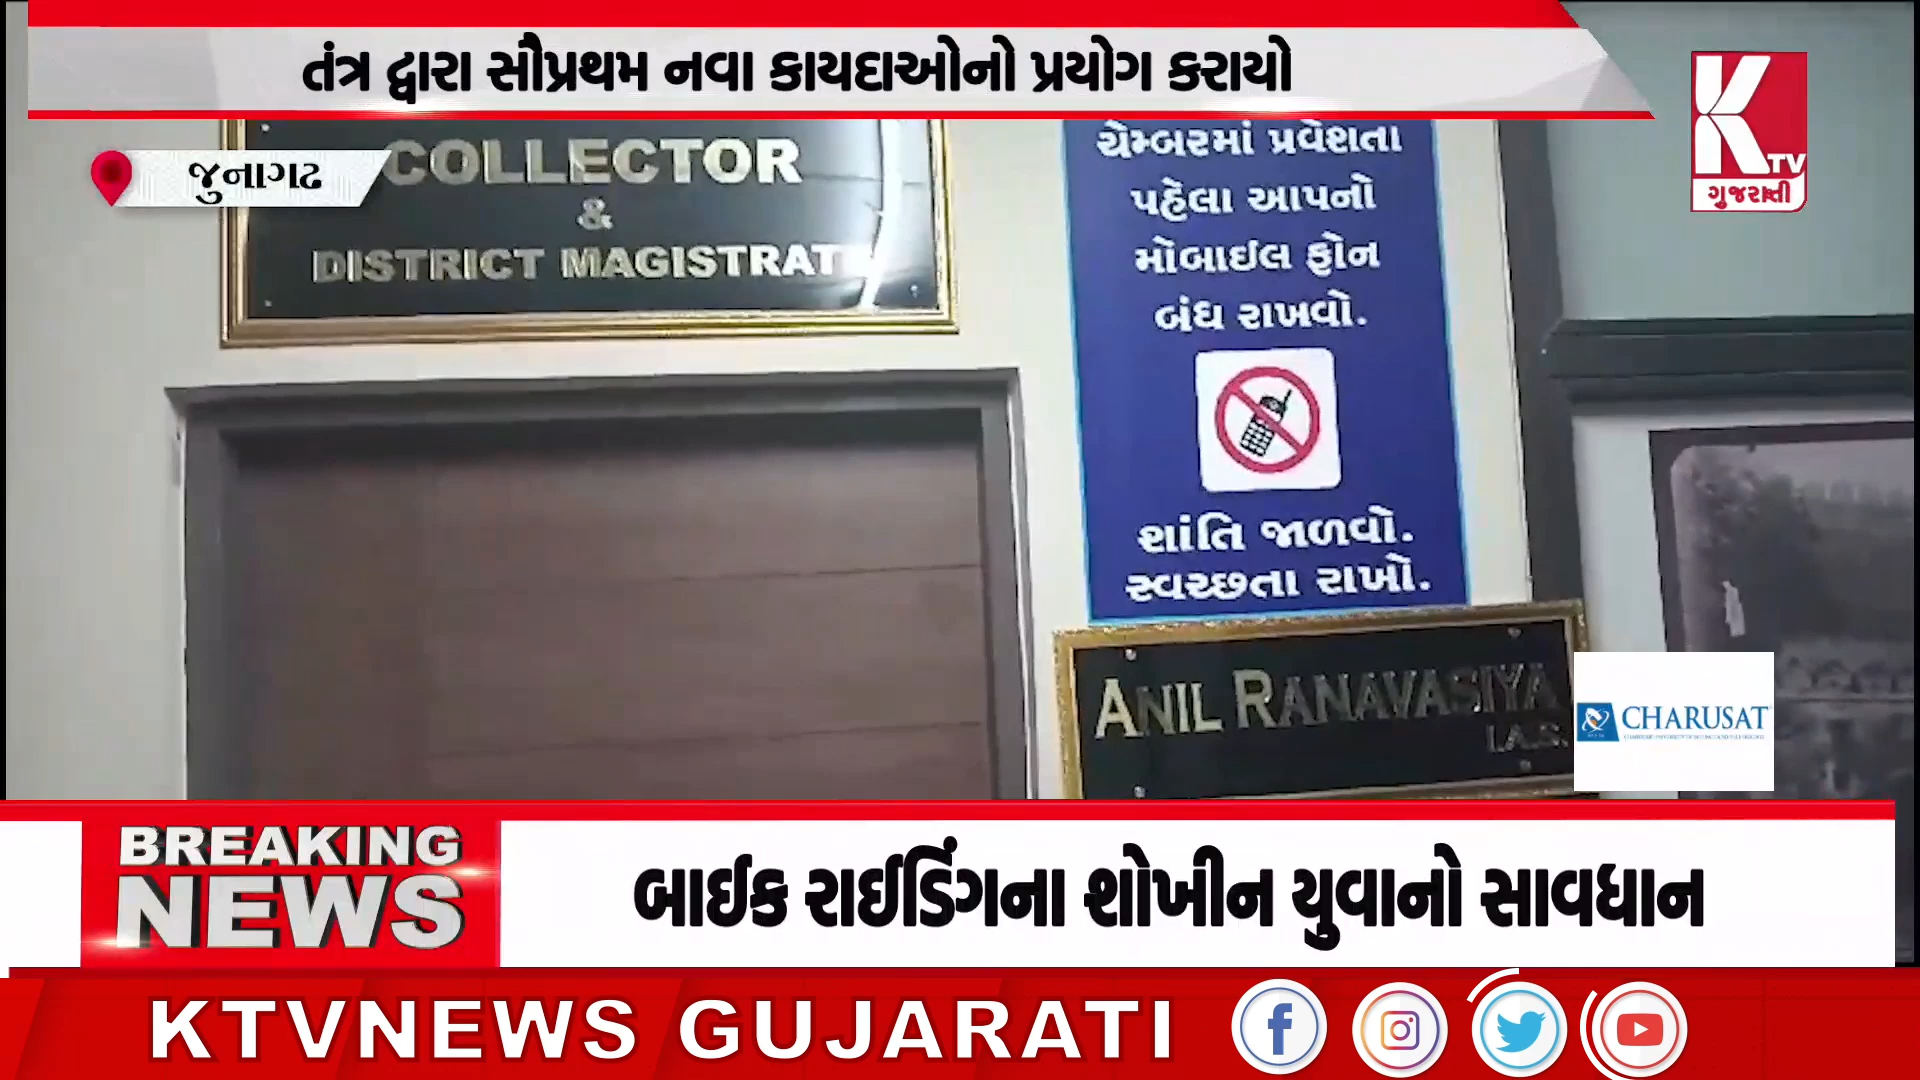 તંત્ર દ્વારા સૌપ્રથમ નવા કાયદાઓનો પ્રયોગ કરાયો
K TV
ગુજરાતી
જુનાગઢ
COLLECTOR
&
DISTRICT MAGISTRATE
ચેમ્બરમાં પ્રવેશતા
પહેલા આપનો
મોબાઈલ ફોન
બંધ રાખવો.
શાંતિ જાળવો.
સ્વચ્છતા રાખો.
ANIL RANAVASIYA
I.A.S.
CHARUSAT
BREAKING
NEWS
બાઈક રાઈડિંગના શોખીન યુવાનો સાવધાન
KTVNEWS GUJARATI